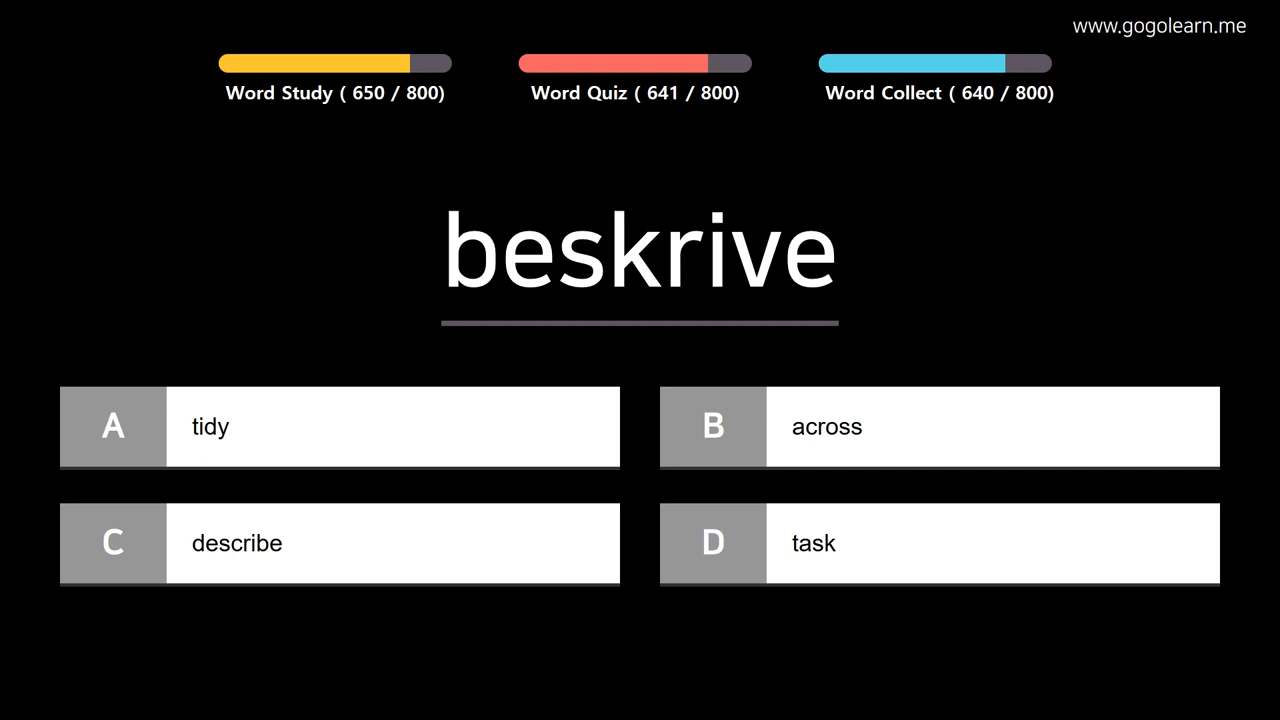 www.gogolearn.me
Word Study ( 650 / 800)
Word Quiz ( 641 / 800)
Word Collect ( 640 / 800)
beskrive
A tidy
B across
C describe
D task